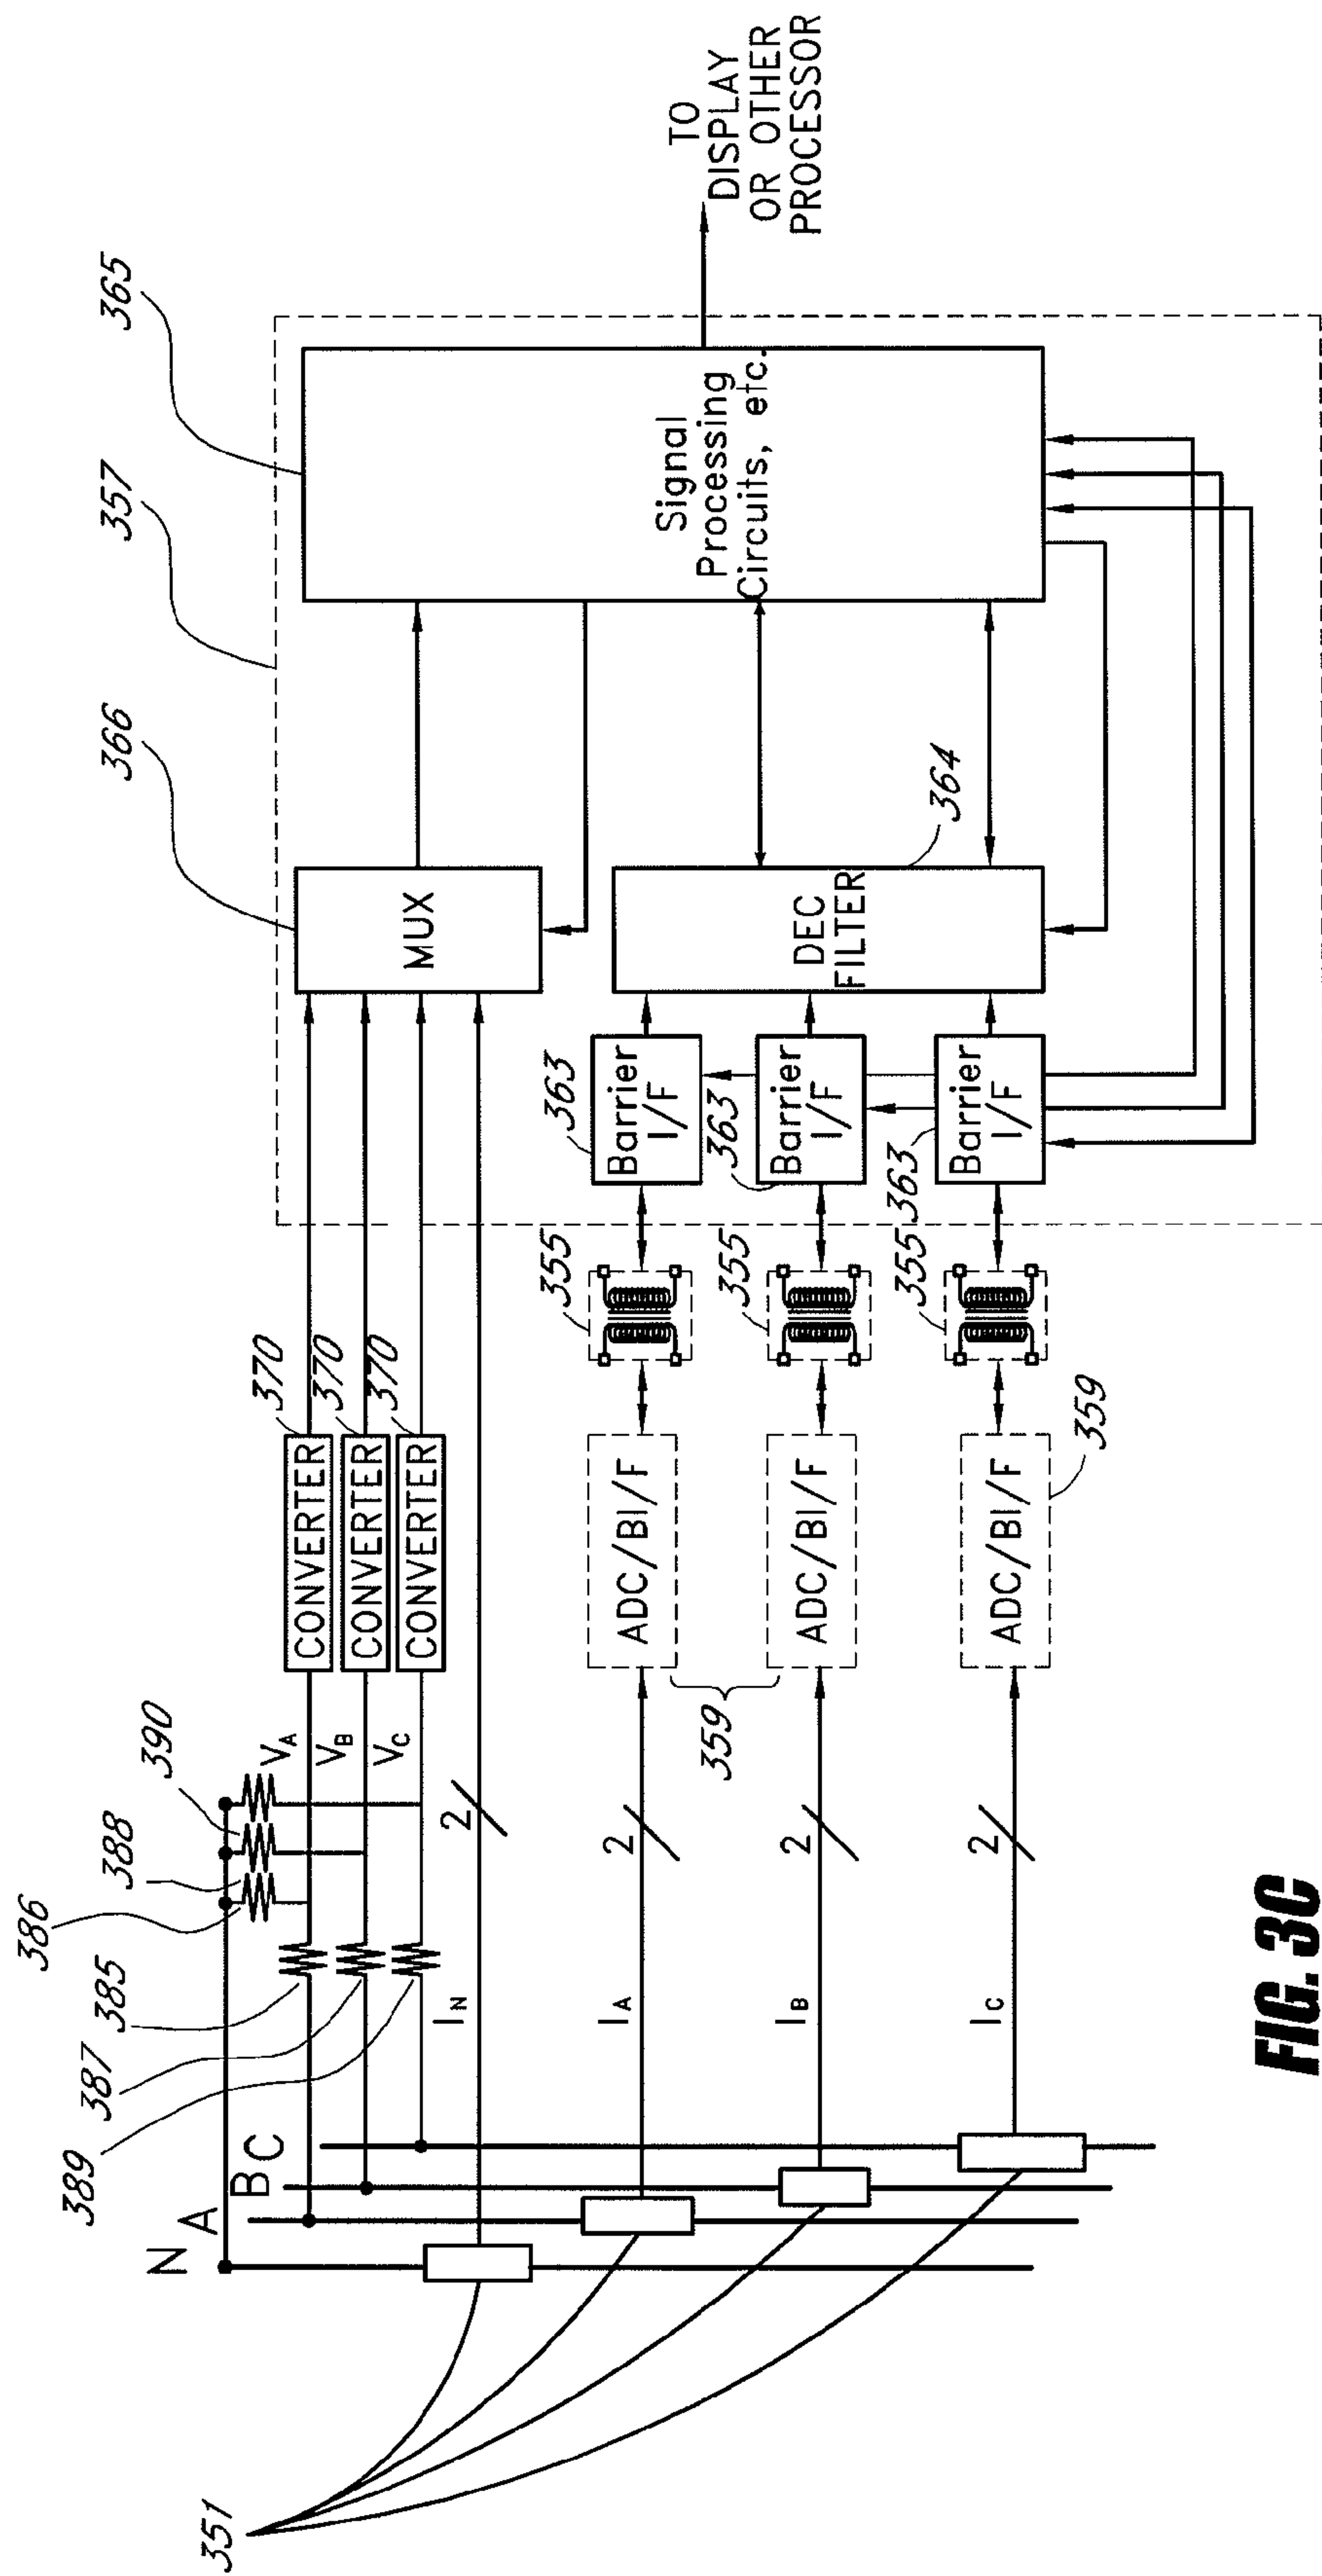 365
357
366
TO
DISPLAY
OR OTHER
PROCESSOR
Signal
Processing
Circuits, etc.
MUX
DEC
FILTER
364
Barrier
I/F
363
Barrier
I/F
363
Barrier
I/F
363
355
355
355
CONVERTER
370
CONVERTER
370
CONVERTER
370
ADC/BI/F
ADC/BI/F
359
ADC/BI/F
359
390
388
386
385
387
389
VA
VB
VC
IN
2
IA
2
IB
2
IC
2
N
A
B
C
351
FIG. 3C